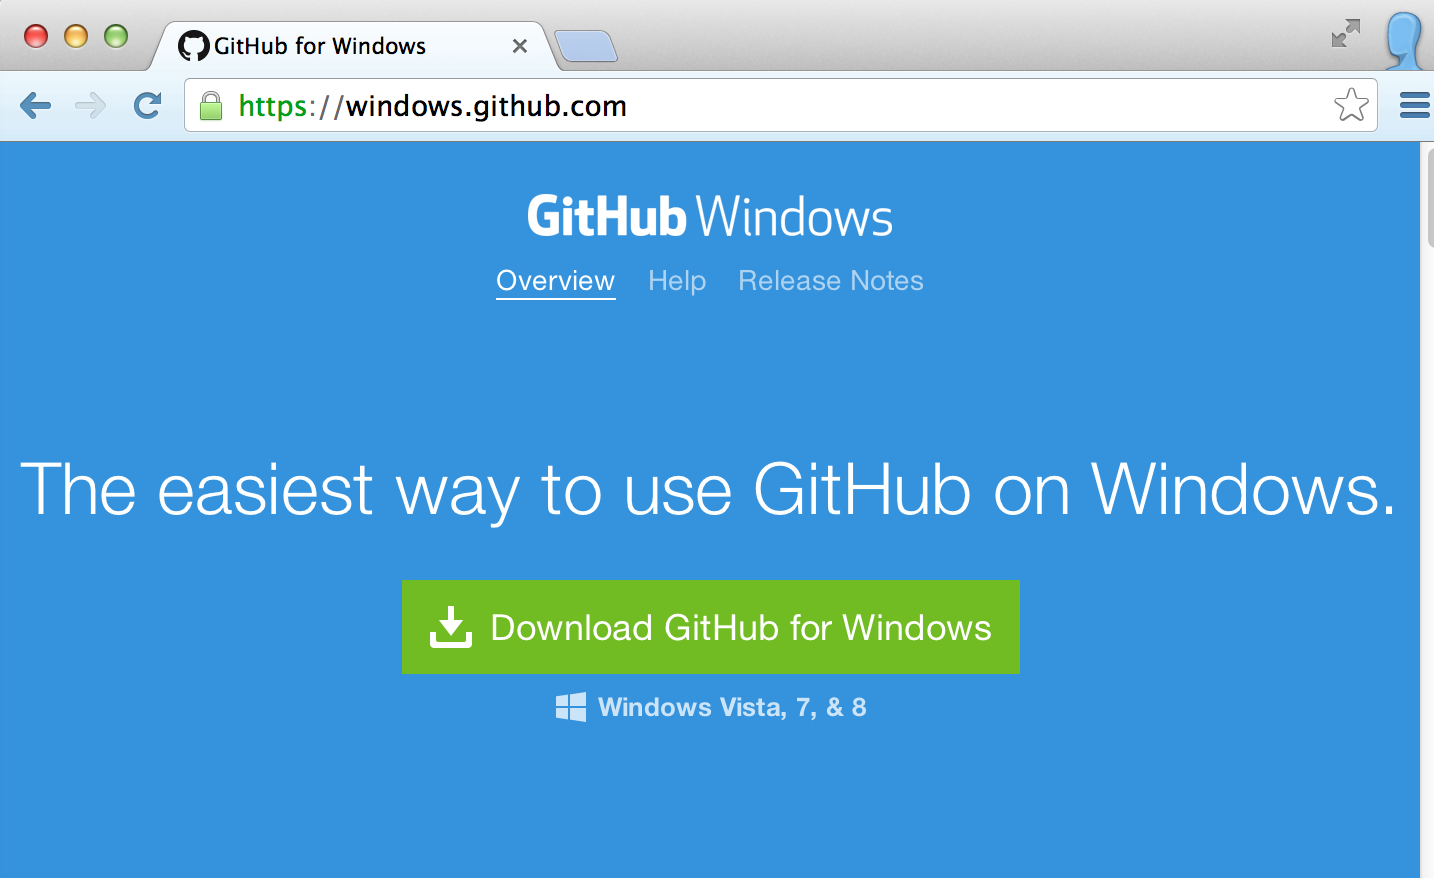 GitHub for Windows
https://windows.github.com
GitHub Windows
Overview Help Release Notes
The easiest way to use GitHub on Windows.
Download GitHub for Windows
Windows Vista, 7, & 8